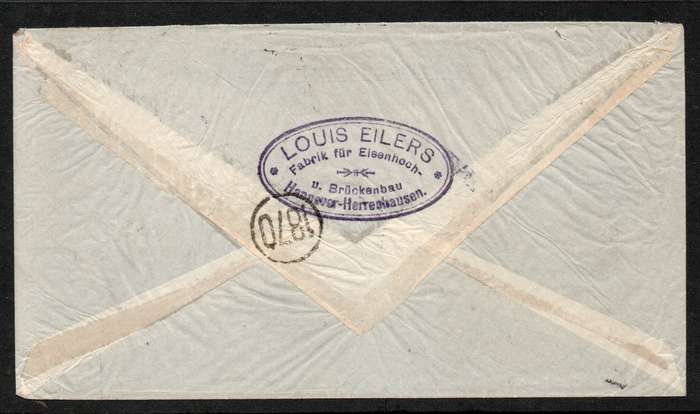 LOUIS EILERS
Fabrik für Eisenhoch-
u. Brückenbau
Hannover-Herrenhausen.
1870